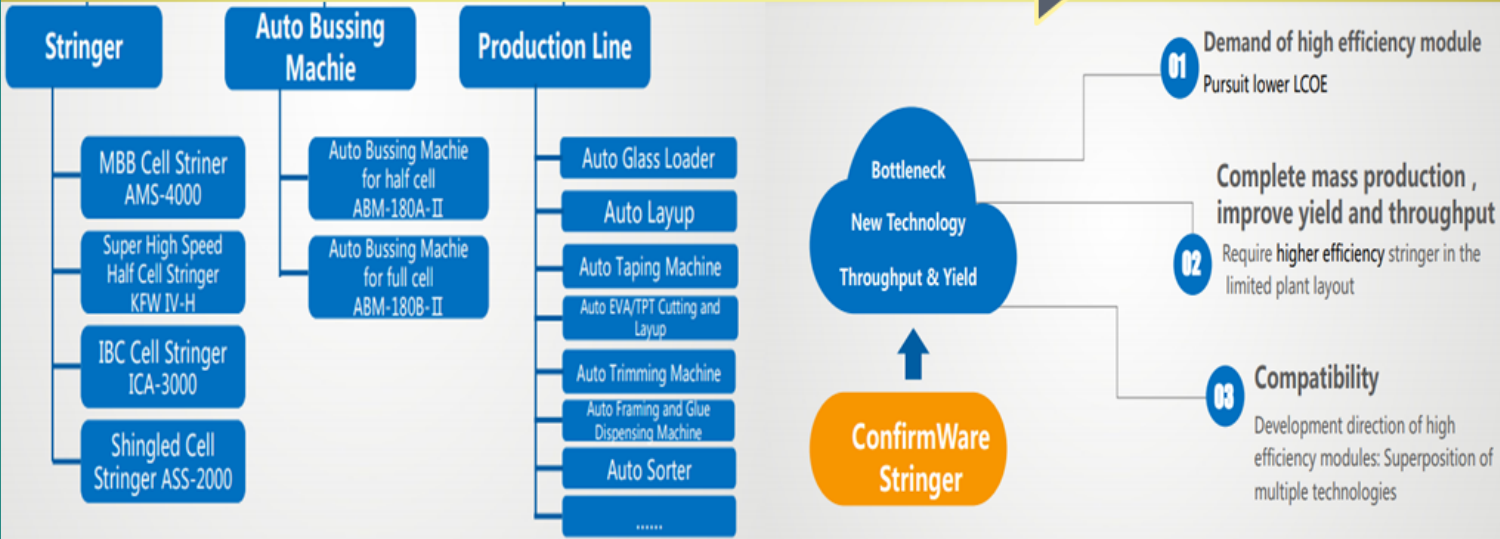 Stringer
MBB Cell Striner
AMS-4000
Super High Speed
Half Cell Stringer
KFW IV-H
IBC Cell Stringer
ICA-3000
Shingled Cell
Stringer ASS-2000
Auto Bussing
Machie
Auto Bussing Machie
for half cell
ABM-180A-Ⅱ
Auto Bussing Machie
for full cell
ABM-180B-Ⅱ
Production Line
Auto Glass Loader
Auto Layup
Auto Taping Machine
Auto EVA/TPT Cutting and
Layup
Auto Trimming Machine
Auto Framing and Glue
Dispensing Machine
Auto Sorter
......
Bottleneck
New Technology
Throughput & Yield
ConfirmWare
Stringer
01
Demand of high efficiency module
Pursuit lower LCOE
Complete mass production ,
improve yield and throughput
02
Require higher efficiency stringer in the
limited plant layout
03
Compatibility
Development direction of high
efficiency modules: Superposition of
multiple technologies